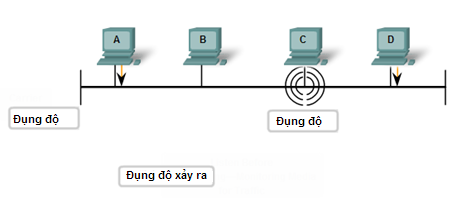 A
B
C
D
Đụng độ
Đụng độ
Đụng độ xảy ra